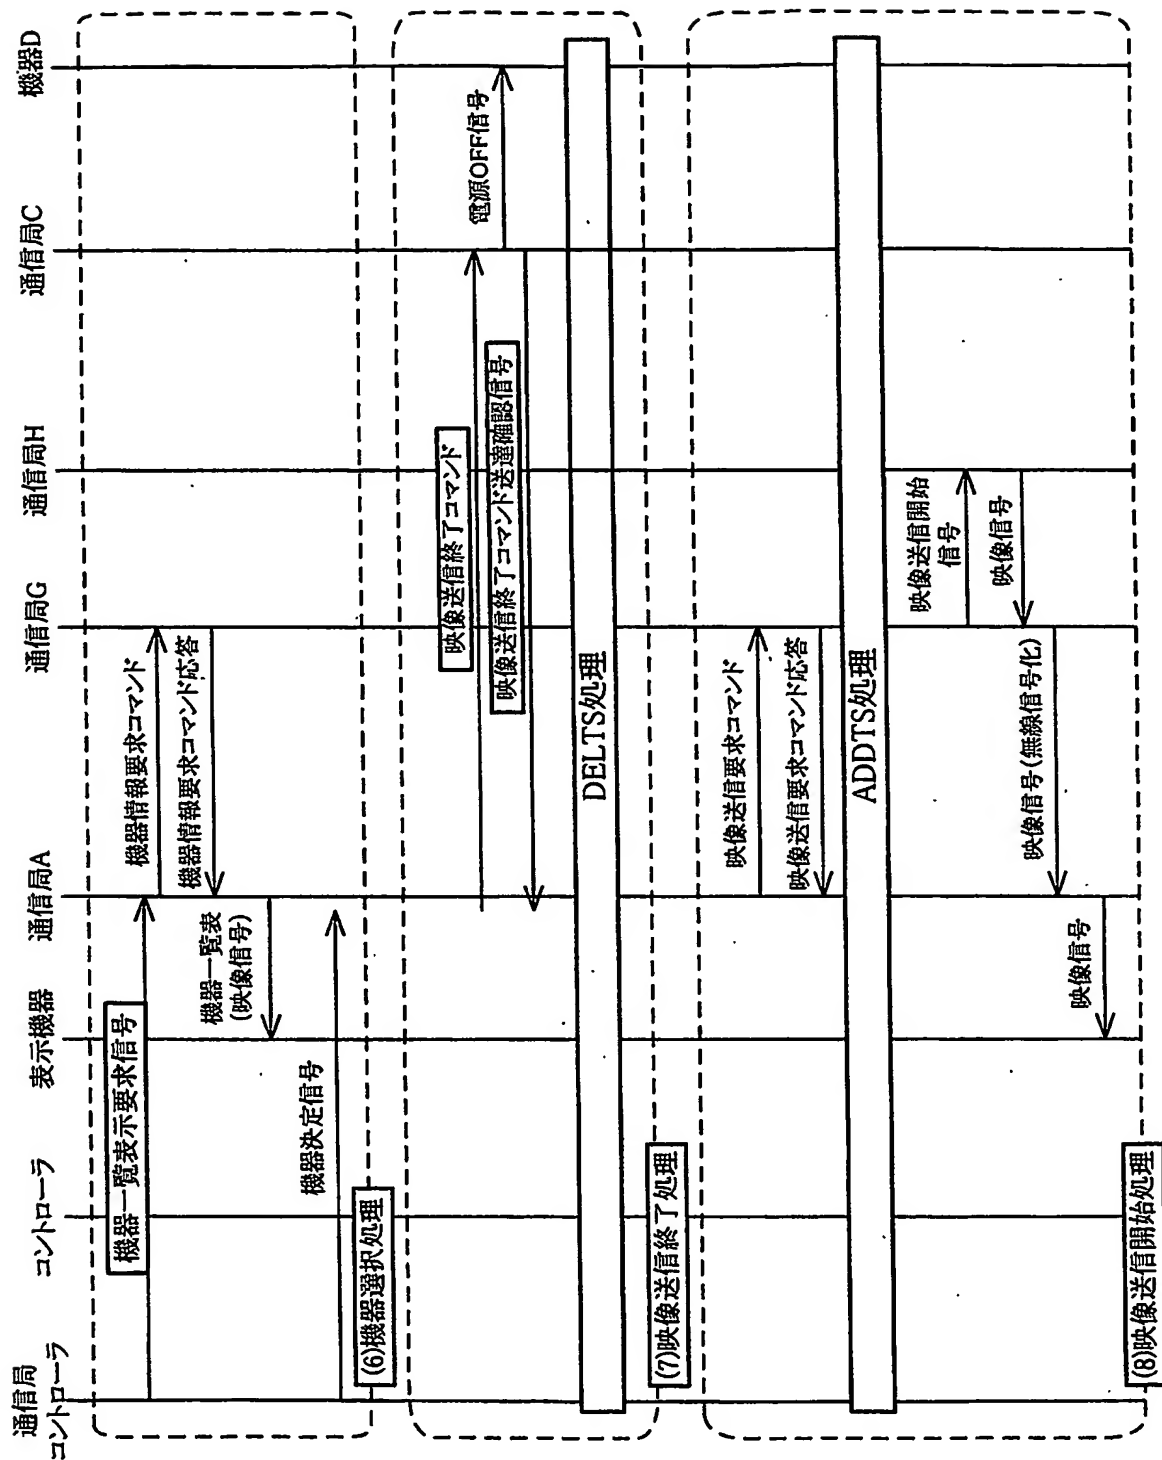 通信局
コントローラ
コントローラ
表示機器
通信局A
通信局G
通信局H
通信局C
機器D
機器一覧表示要求信号
機器情報要求コマンド
機器情報要求コマンド応答
機器一覧表
(映像信号)
機器決定信号
(6)機器選択処理
映像送信終了コマンド
電源OFF信号
映像送信終了コマンド送達確認信号
DELTS処理
(7)映像送信終了処理
映像送信要求コマンド
映像送信要求コマンド応答
ADDTS処理
映像送信開始
信号
映像信号
映像信号(無線信号化)
映像信号
(8)映像送信開始処理